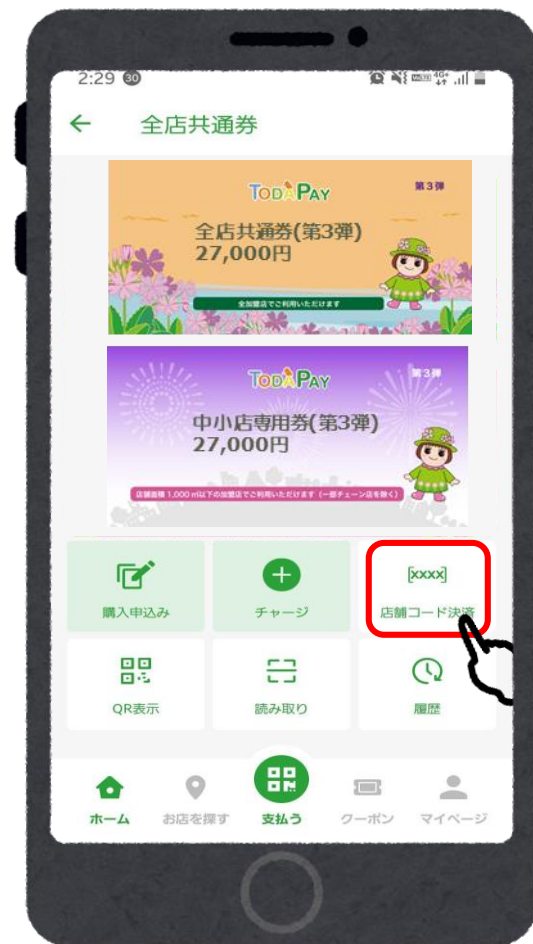 2:29 30 4G+
← 全店共通券
TODAPAY 第3弾
全店共通券(第3弾)
27,000円
全加盟店でご利用いただけます
TODAPAY 第3弾
中小店専用券(第3弾)
27,000円
店舗面積 1,000㎡以下の加盟店でご利用いただけます（一部チェーン店を除く）
購入申込み チャージ [xxxx] 店舗コード決済
QR表示 読み取り 履歴
ホーム お店を探す 支払う クーポン マイページ